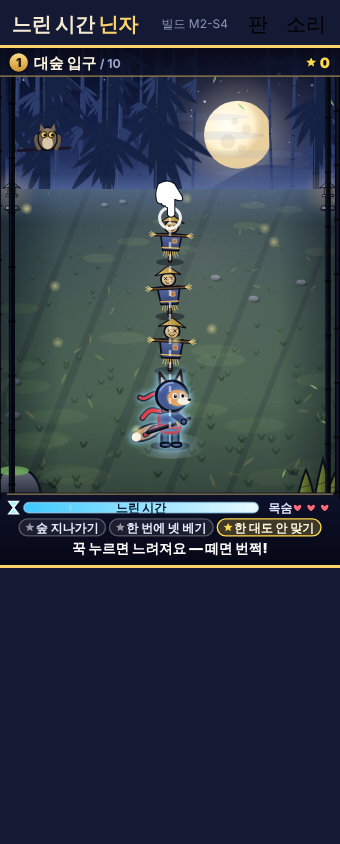 느린 시간 닌자 빌드 M2-S4 판 소리
1 대숲 입구 / 10 ★ 0
느린 시간 목숨
★숲 지나가기 ★한 번에 넷 베기 ★한 대도 안 맞기
꾹 누르면 느려져요 — 떼면 번쩍!